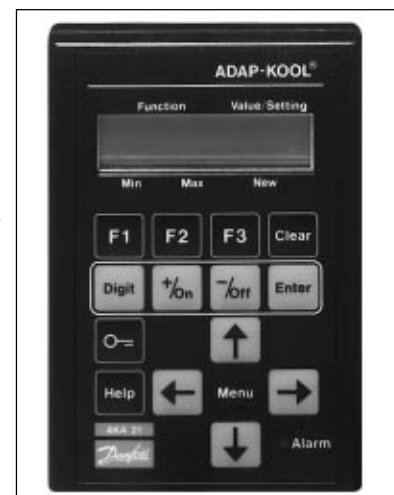 ADAP-KOOL®
Function Value/Setting
Min Max New
F1 F2 F3 Clear
Digit +/On -/Off Enter
Help Menu
AKA 21
Alarm
Danfoss